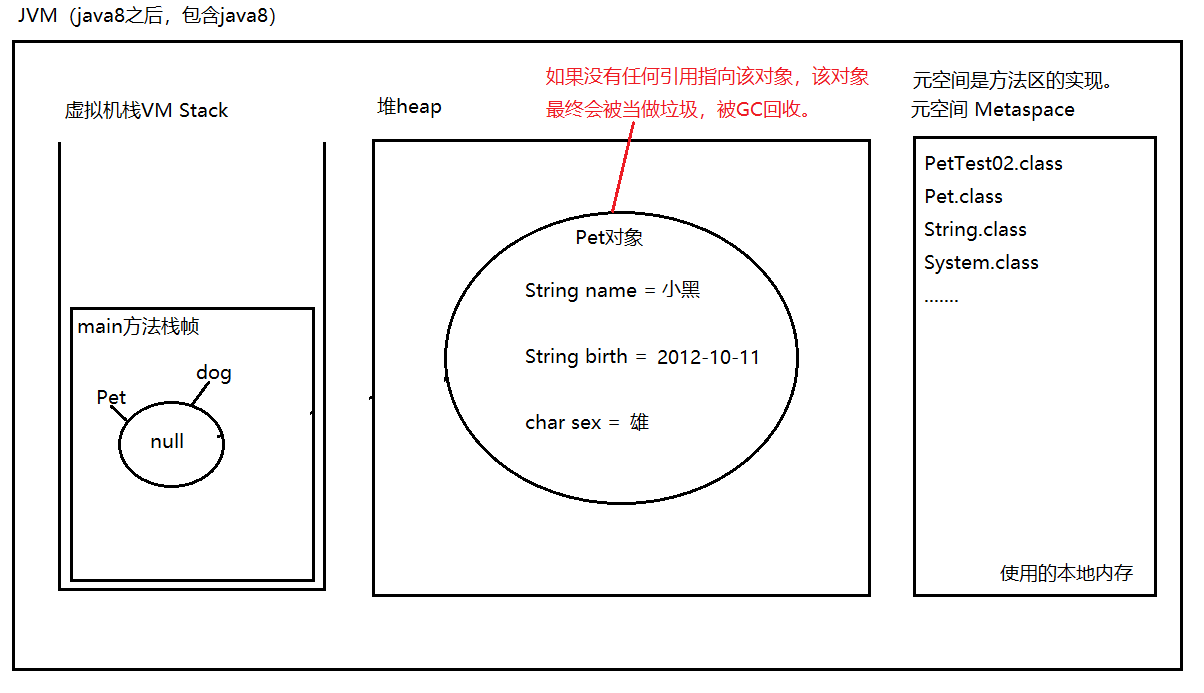 JVM（java8之后，包含java8）
虚拟机栈VM Stack
main方法栈帧
Pet
dog
null
堆heap
如果没有任何引用指向该对象，该对象
最终会被当做垃圾，被GC回收。
Pet对象
String name = 小黑
String birth = 2012-10-11
char sex = 雄
元空间是方法区的实现。
元空间 Metaspace
PetTest02.class
Pet.class
String.class
System.class
.......
使用的本地内存